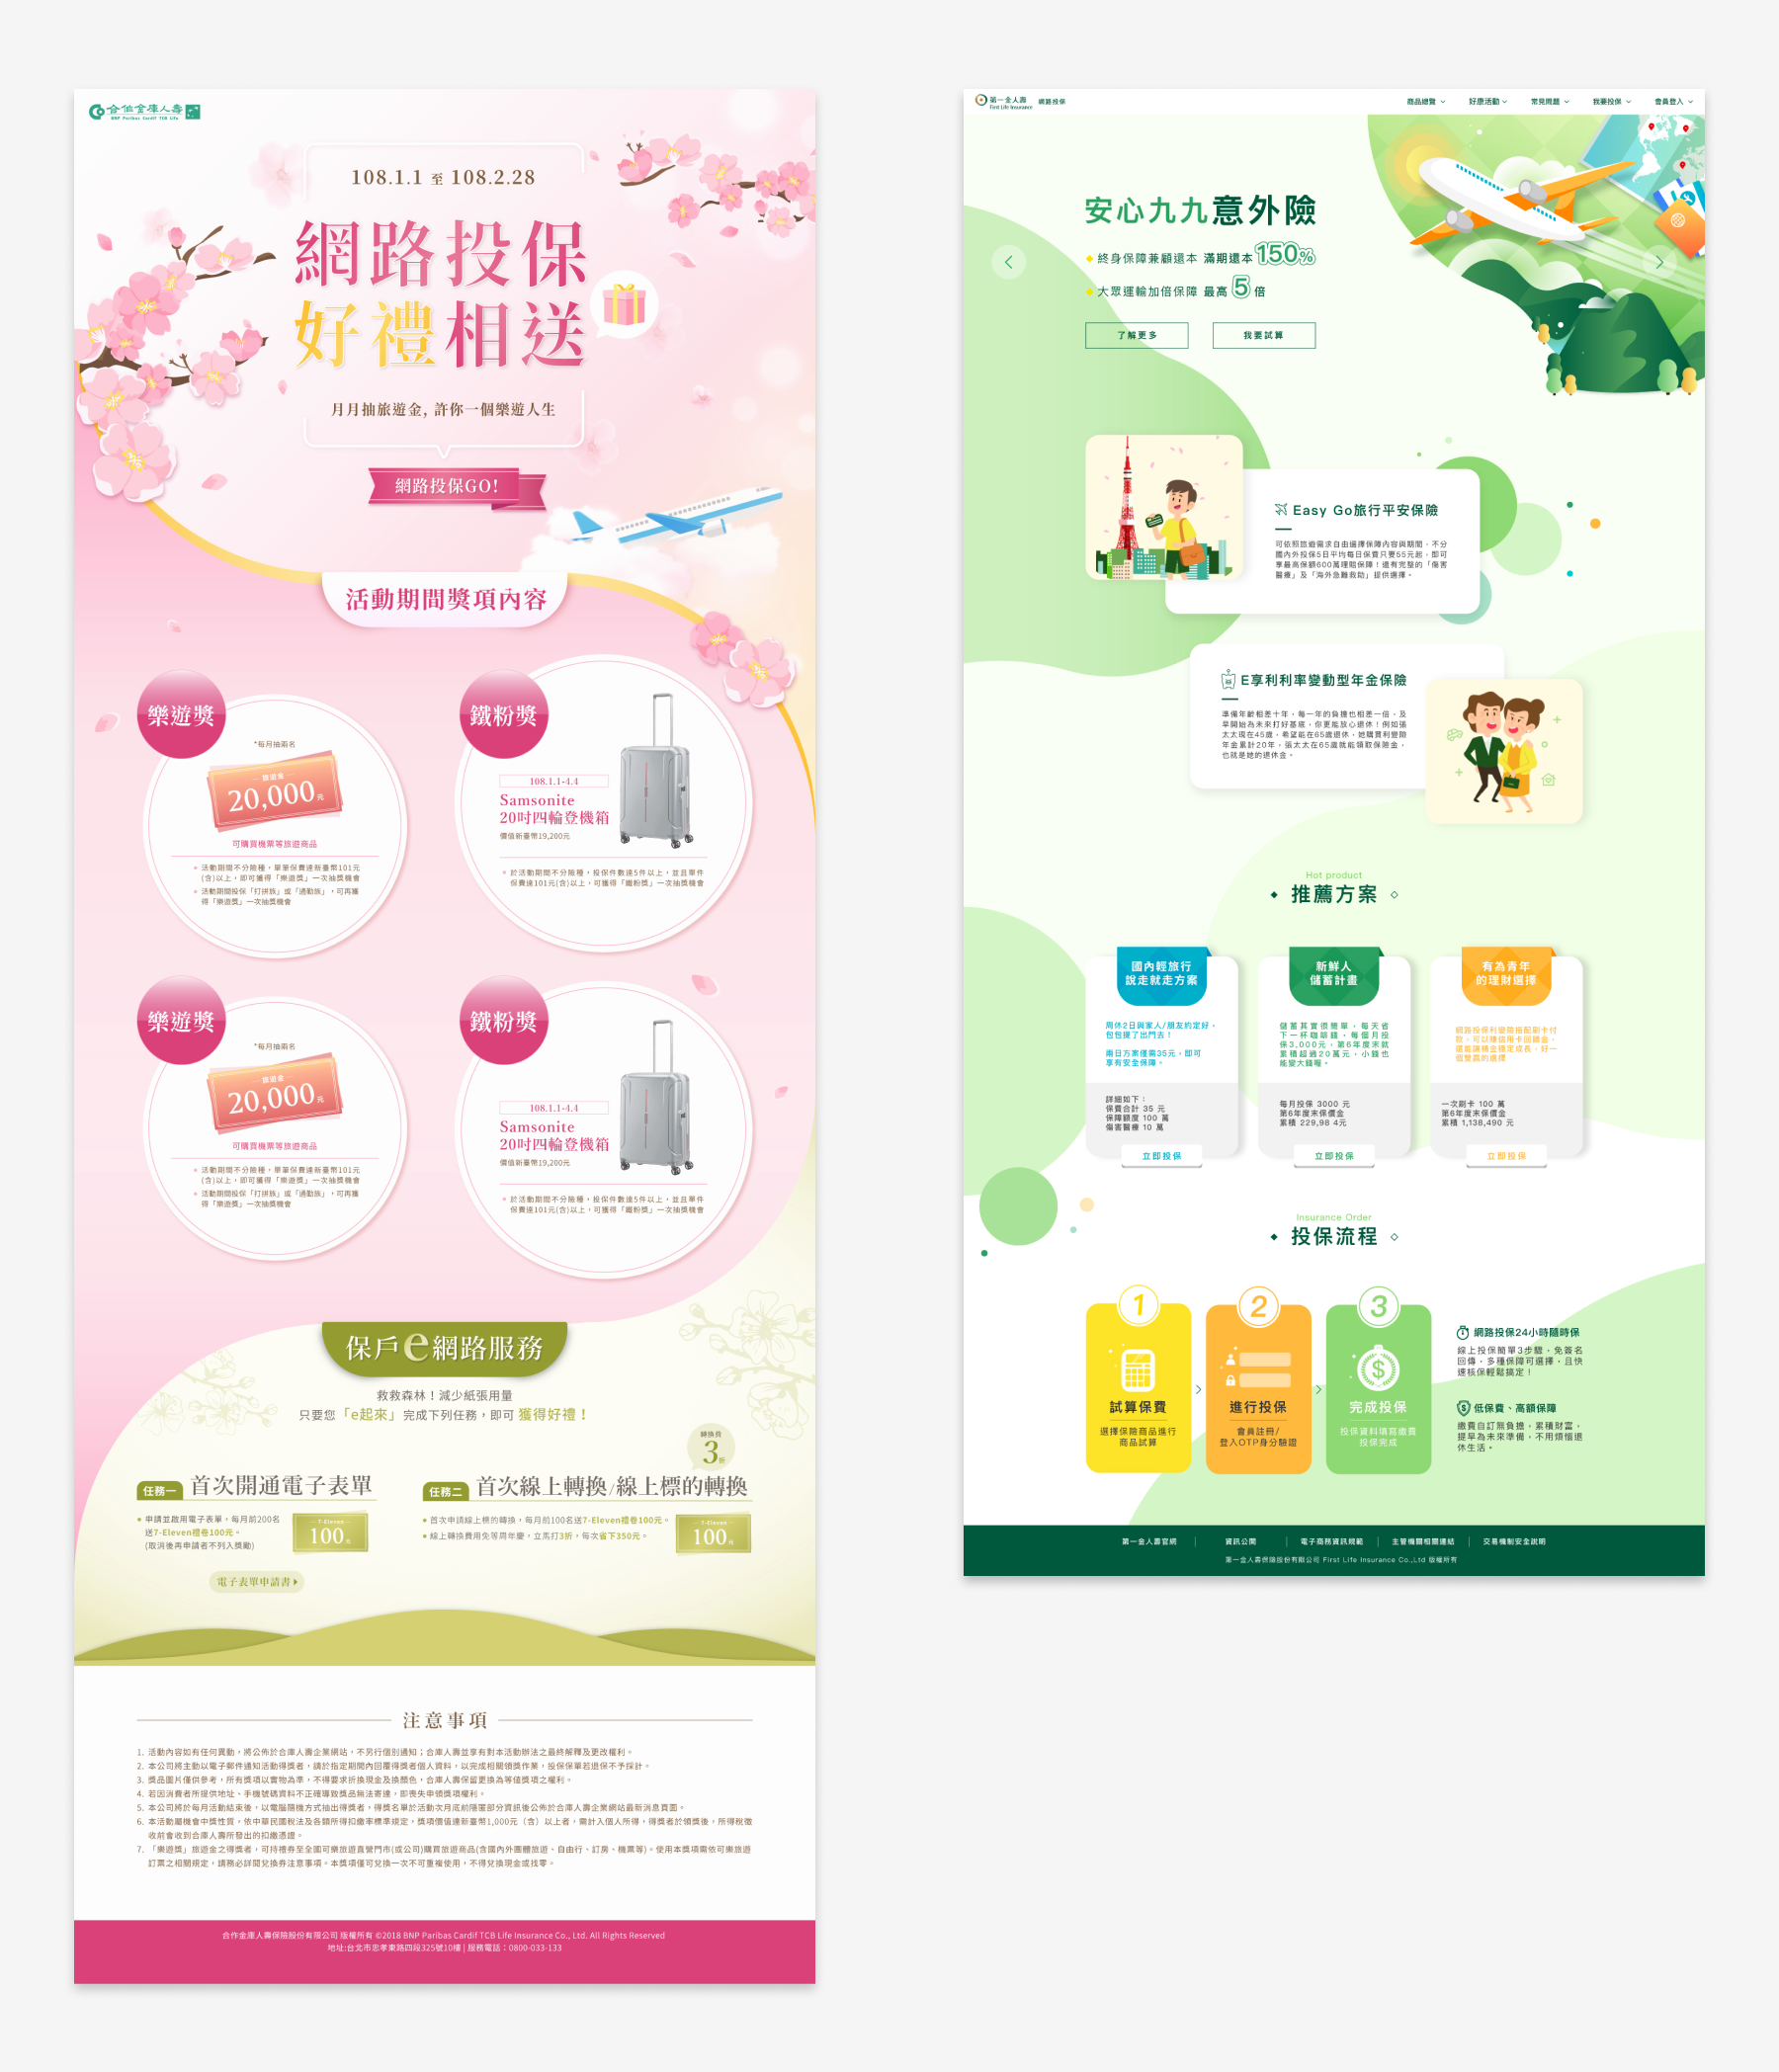 合作金庫人壽
BNP Paribas Cardif TCB Life
108.1.1 至 108.2.28
網路投保
好禮相送
月月抽旅遊金, 許你一個樂遊人生
網路投保GO!
活動期間獎項內容
樂遊獎
*每月抽兩名
旅遊金
20,000元
可購買機票等旅遊商品
活動期間不分險種，單筆保費達新臺幣101元
(含)以上，即可獲得「樂遊獎」一次抽獎機會
活動期間投保「打拼族」或「通勤族」，可再獲
得「樂遊獎」一次抽獎機會
鐵粉獎
108.1.1-4.4
Samsonite
20吋四輪登機箱
價值新臺幣19,200元
於活動期間不分險種，投保件數達5件以上，並且單件
保費達101元(含)以上，可獲得「鐵粉獎」一次抽獎機會
樂遊獎
*每月抽兩名
旅遊金
20,000元
可購買機票等旅遊商品
活動期間不分險種，單筆保費達新臺幣101元
(含)以上，即可獲得「樂遊獎」一次抽獎機會
活動期間投保「打拼族」或「通勤族」，可再獲
得「樂遊獎」一次抽獎機會
鐵粉獎
108.1.1-4.4
Samsonite
20吋四輪登機箱
價值新臺幣19,200元
於活動期間不分險種，投保件數達5件以上，並且單件
保費達101元(含)以上，可獲得「鐵粉獎」一次抽獎機會
保戶e網路服務
救救森林！減少紙張用量
只要您「e起來」完成下列任務，即可 獲得好禮！
任務一 首次開通電子表單
申請並啟用電子表單，每月前200名
送7-Eleven禮卷100元。
(取消後再申請者不列入獎勵)
7-Eleven
100元
電子表單申請書
轉換費
3折
任務二 首次線上轉換/線上標的轉換
首次申請線上標的轉換，每月前100名送7-Eleven禮卷100元。
線上轉換費用免等周年慶，立馬打3折，每次省下350元。
7-Eleven
100元
注意事項
1. 活動內容如有任何異動，將公佈於合庫人壽企業網站，不另行個別通知；合庫人壽並享有對本活動辦法之最終解釋及更改權利。
2. 本公司將主動以電子郵件通知活動得獎者，請於指定期間內回覆得獎者個人資料，以完成相關領獎作業，投保保單若退保不予採計。
3. 獎品圖片僅供參考，所有獎項以實物為準，不得要求折換現金及換顏色，合庫人壽保留更換為等值獎項之權利。
4. 若因消費者所提供地址、手機號碼資料不正確導致獎品無法寄達，即喪失申領獎項權利。
5. 本公司將於每月活動結束後，以電腦隨機方式抽出得獎者，得獎名單於活動次月底前隱匿部分資訊後公佈於合庫人壽企業網站最新消息頁面。
6. 本活動屬機會中獎性質，依中華民國稅法及各類所得扣繳率標準規定，獎項價值達新臺幣1,000元（含）以上者，需計入個人所得，得獎者於領獎後，所得稅徵
收前會收到合庫人壽所發出的扣繳憑證。
7. 「樂遊獎」旅遊金之得獎者，可持禮券至全國可樂旅遊直營門市(或公司)購買旅遊商品(含國內外團體旅遊、自由行、訂房、機票等)。使用本獎項需依可樂旅遊
訂票之相關規定，請務必詳閱兌換券注意事項。本獎項僅可兌換一次不可重複使用，不得兌換現金或找零。
合作金庫人壽保險股份有限公司 版權所有 ©2018 BNP Paribas Cardif TCB Life Insurance Co., Ltd. All Rights Reserved
地址:台北市忠孝東路四段325號10樓 | 服務電話：0800-033-133
第一金人壽
First Life Insurance
網路投保
商品總覽
好康活動
常見問題
我要投保
會員登入
安心九九意外險
終身保障兼顧還本 滿期還本150%
大眾運輸加倍保障 最高5倍
了解更多
我要試算
Easy Go旅行平安保險
可依照旅遊需求自由選擇保障內容與期間，不分
國內外投保5日平均每日保費只要55元起，即可
享最高保額600萬理賠保障！還有完整的「傷害
醫療」及「海外急難救助」提供選擇。
E享利利率變動型年金保險
準備年齡相差十年，每一年的負擔也相差一倍，及
早開始為未來打好基底，你更能放心退休！例如張
太太現在45歲，希望能在65歲退休，她購買利變險
年金累計20年，張太太在65歲就能領取保險金，
也就是她的退休金。
Hot product
推薦方案
國內輕旅行
說走就走方案
周休2日與家人/朋友約定好，
包包提了出門去！
兩日方案僅需35元，即可
享有安全保障。
詳細如下：
保費合計 35 元
保障額度 100 萬
傷害醫療 10 萬
立即投保
新鮮人
儲蓄計畫
儲蓄其實很簡單，每天省
下一杯咖啡錢，每個月投
保3,000元，第6年度末就
累積超過20萬元，小錢也
能變大錢喔。
每月投保 3000 元
第6年度末保價金
累積 229,98 4元
立即投保
有為青年
的理財選擇
網路投保利變險搭配刷卡付
款，可以賺信用卡回饋金，
還能讓儲金穩定成長，好一
個雙贏的選擇
一次刷卡 100 萬
第6年度末保價金
累積 1,138,490 元
立即投保
Insurance Order
投保流程
1
試算保費
選擇保險商品進行
商品試算
2
進行投保
會員註冊/
登入OTP身分驗證
3
完成投保
投保資料填寫繳費
投保完成
網路投保24小時隨時保
線上投保簡單3步驟，免簽名
回傳，多種保障可選擇，且快
速核保輕鬆搞定！
低保費、高額保障
繳費自訂無負擔，累積財富，
提早為未來準備，不用煩惱退
休生活。
第一金人壽官網
資訊公開
電子商務資訊規範
主管機關相關連結
交易機制安全說明
第一金人壽保險股份有限公司 First Life Insurance Co.,Ltd 版權所有